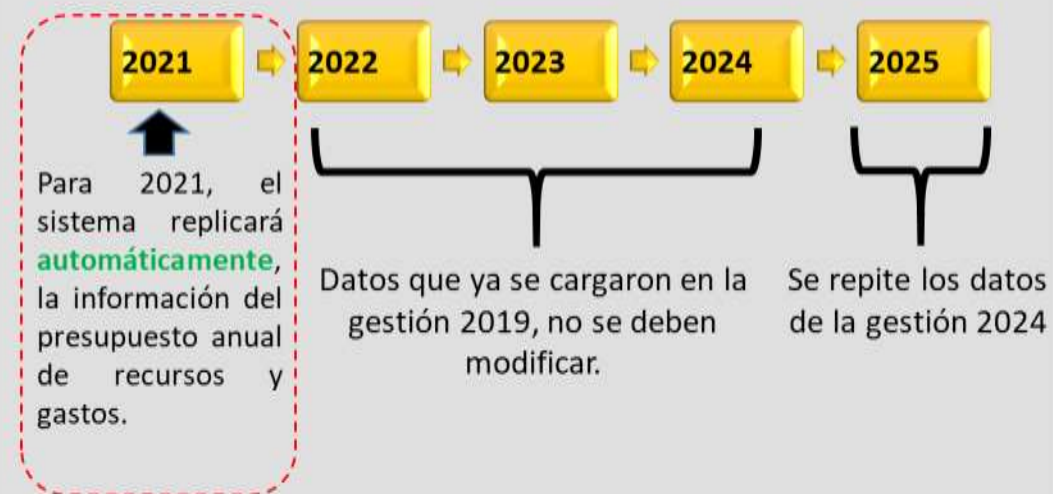 2021
2022
2023
2024
2025
Para 2021, el
sistema replicará
automáticamente,
la información del
presupuesto anual
de recursos y
gastos.
Datos que ya se cargaron en la
gestión 2019, no se deben
modificar.
Se repite los datos
de la gestión 2024